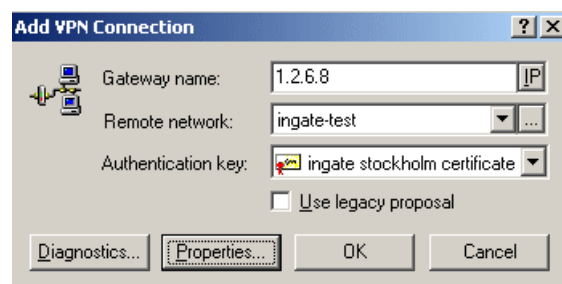 Add VPN Connection
Gateway name: 1.2.6.8 IP
Remote network: ingate-test ...
Authentication key: ingate stockholm certificate
Use legacy proposal
Diagnostics... Properties... OK Cancel